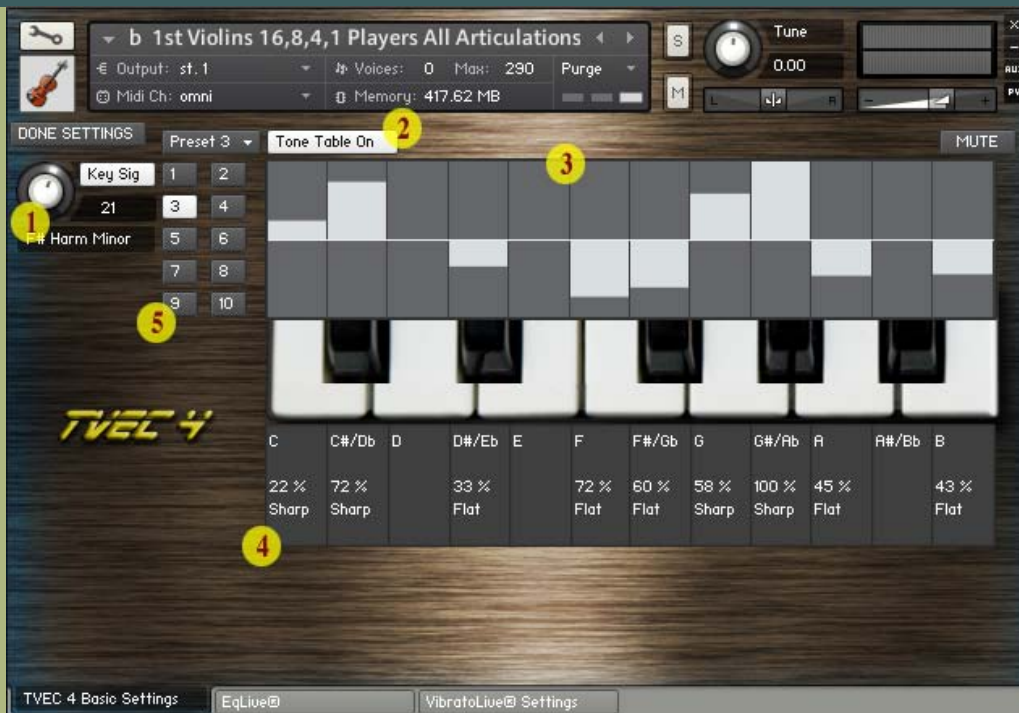 b 1st Violins 16,8,4,1 Players All Articulations
Output: st.1 Voices: 0 Max: 290 Purge
Midi Ch: omni Memory: 417.62 MB
S
M
Tune
0.00
L R
- +
X
-
AUX
PV
DONE SETTINGS Preset 3 Tone Table On 2 MUTE
Key Sig
21
F# Harm Minor
1
1 2
3 4
5 6
7 8
9 10
3
5
TVEC 4
C C#/Db D D#/Eb E F F#/Gb G G#/Ab A A#/Bb B
22 % 72 % 33 % 72 % 60 % 58 % 100 % 45 % 43 %
Sharp Sharp Flat Flat Flat Sharp Sharp Flat Flat
4
TVEC 4 Basic Settings EqLive® VibratoLive® Settings